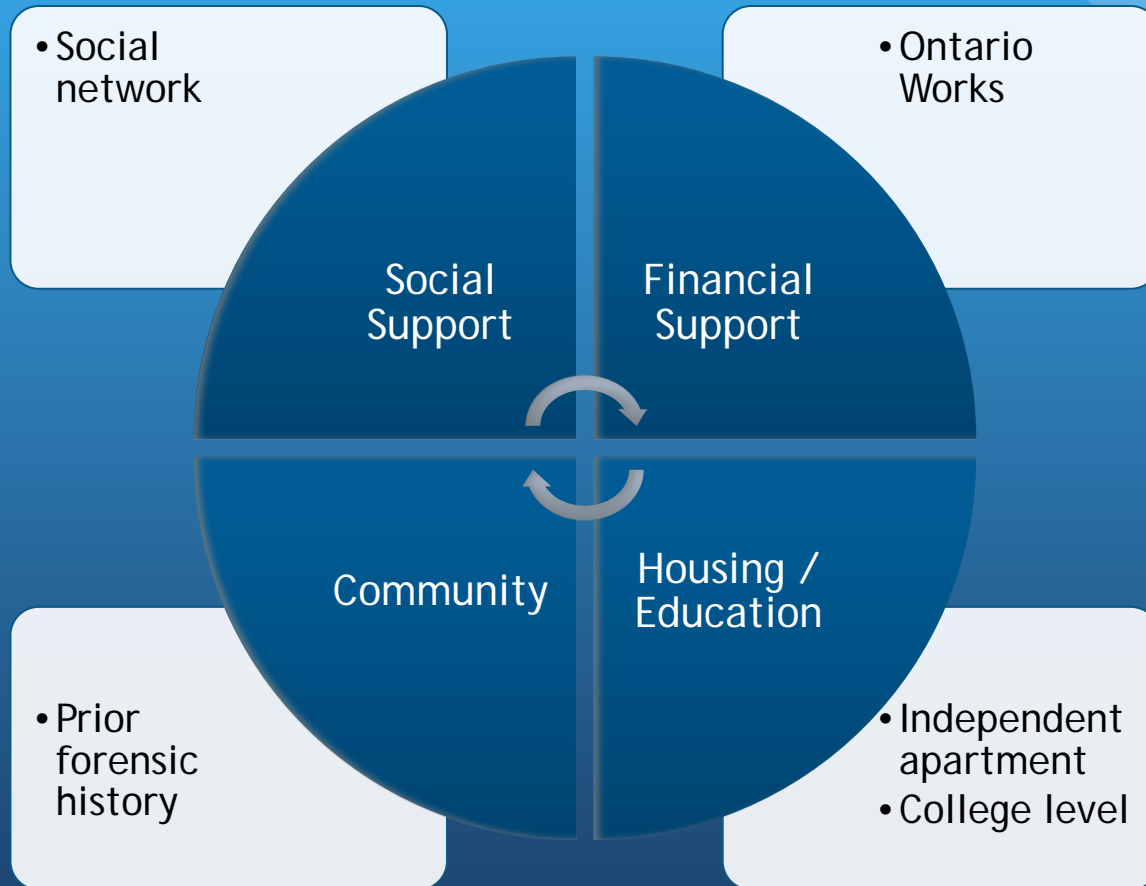 • Social
network
• Ontario
Works
Social
Support
Financial
Support
Community
Housing /
Education
• Prior
forensic
history
• Independent
apartment
• College level